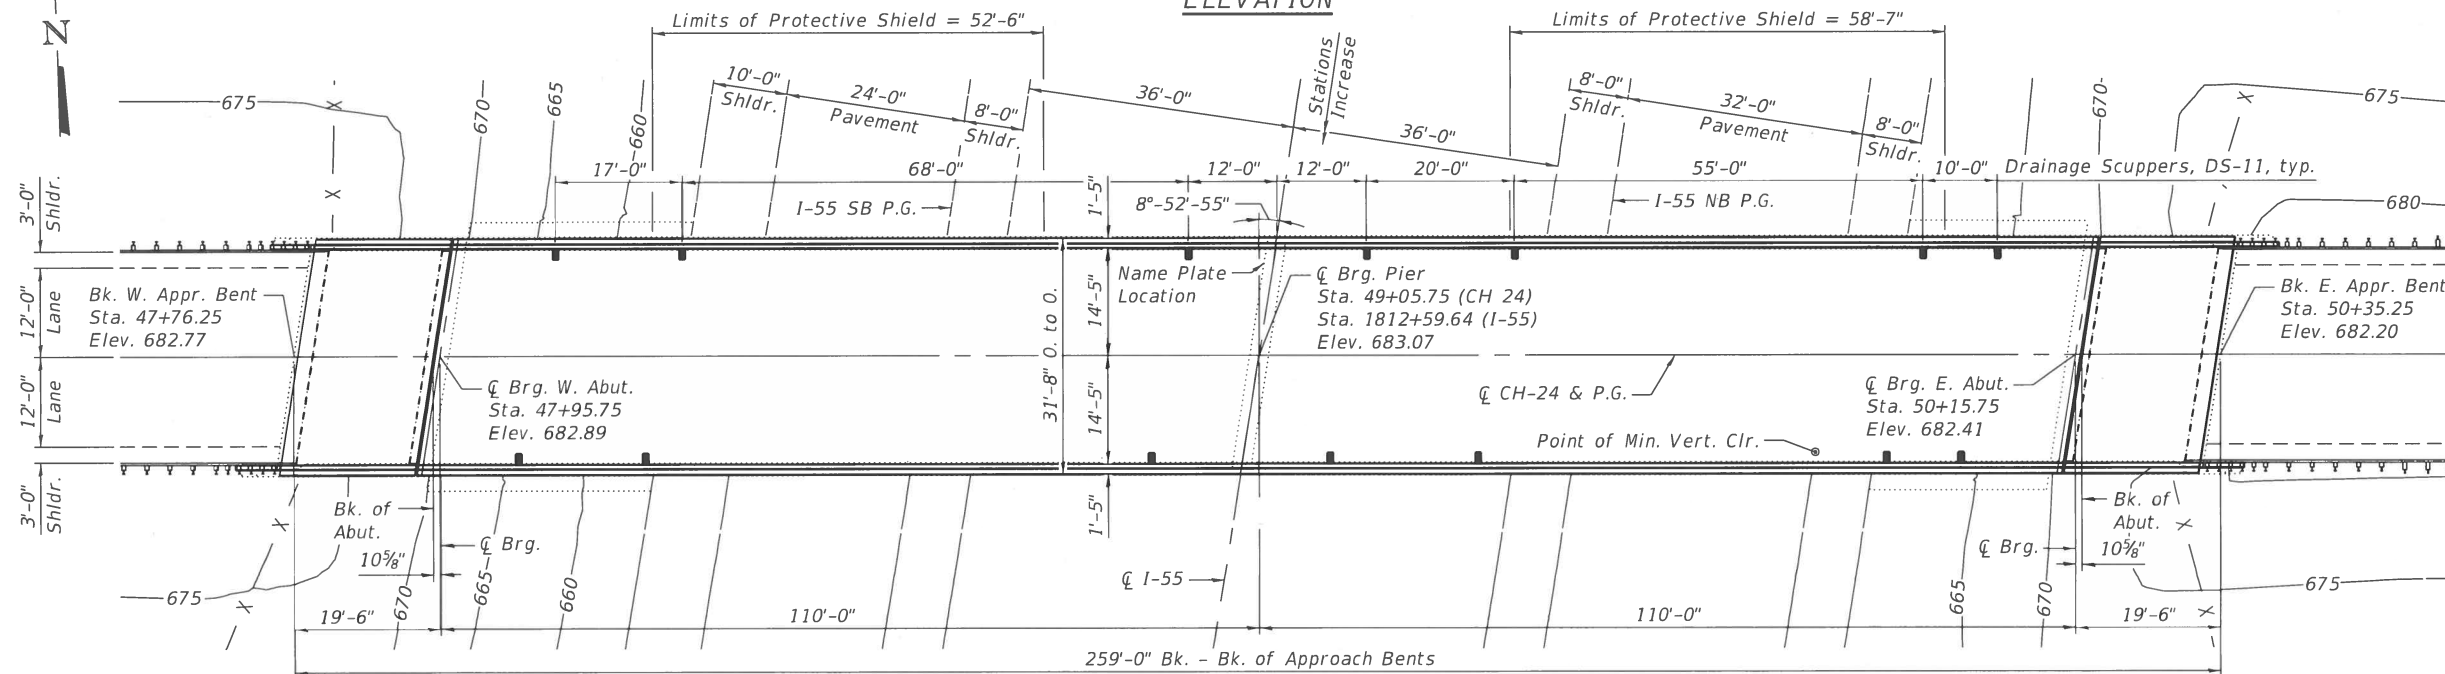 ELEVATION
Limits of Protective Shield = 52'-6"
Limits of Protective Shield = 58'-7"
N
Stations
Increase
10'-0"
Shldr.
24'-0"
Pavement
8'-0"
Shldr.
36'-0"
36'-0"
8'-0"
Shldr.
32'-0"
Pavement
8'-0"
Shldr.
675
670
665
660
670
675
680
17'-0"
68'-0"
12'-0"
12'-0"
20'-0"
55'-0"
10'-0"
Drainage Scuppers, DS-11, typ.
X
X
X
X
3'-0"
Shldr.
I-55 SB P.G.
1'-5"
8°-52'-55"
I-55 NB P.G.
12'-0"
Lane
Bk. W. Appr. Bent
Sta. 47+76.25
Elev. 682.77
Name Plate
Location
14'-5"
31'-8" O. to O.
℄ Brg. Pier
Sta. 49+05.75 (CH 24)
Sta. 1812+59.64 (I-55)
Elev. 683.07
Bk. E. Appr. Bent
Sta. 50+35.25
Elev. 682.20
12'-0"
Lane
℄ Brg. W. Abut.
Sta. 47+95.75
Elev. 682.89
14'-5"
℄ CH-24 & P.G.
℄ Brg. E. Abut.
Sta. 50+15.75
Elev. 682.41
Point of Min. Vert. Clr.
3'-0"
Shldr.
Bk. of
Abut.
10⅝"
℄ Brg.
1'-5"
℄ I-55
℄ Brg.
Bk. of
Abut.
10⅝"
X
X
X
X
675
670
665
660
665
670
675
19'-6"
110'-0"
110'-0"
19'-6"
259'-0" Bk. - Bk. of Approach Bents